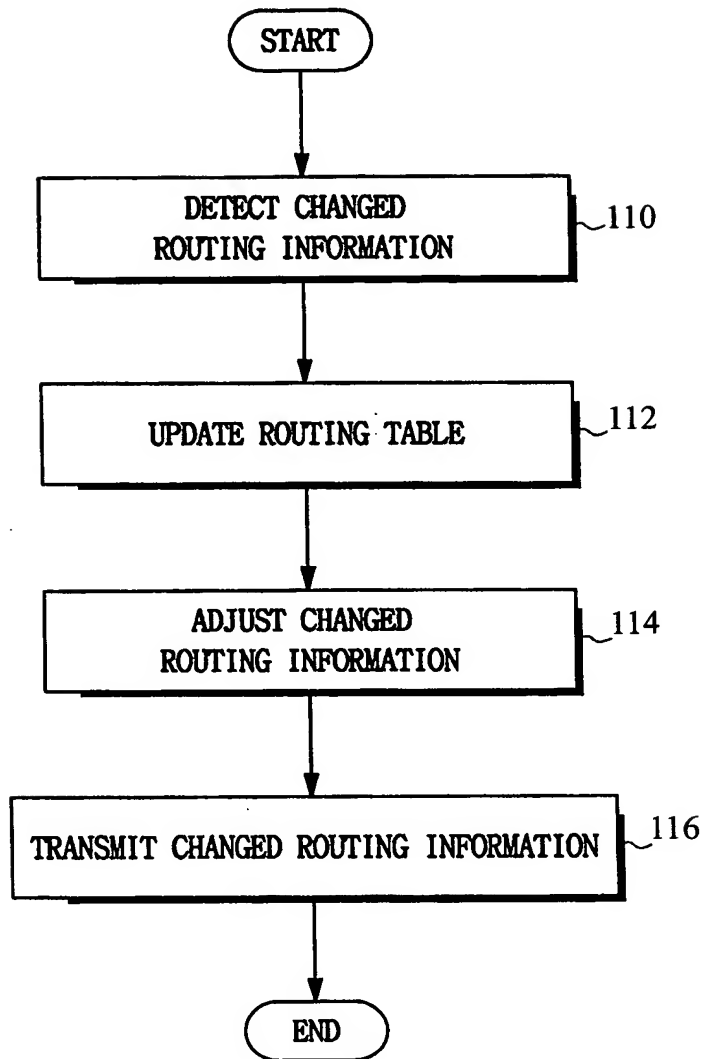 START
DETECT CHANGED
ROUTING INFORMATION
110
UPDATE ROUTING TABLE
112
ADJUST CHANGED
ROUTING INFORMATION
114
TRANSMIT CHANGED ROUTING INFORMATION
116
END